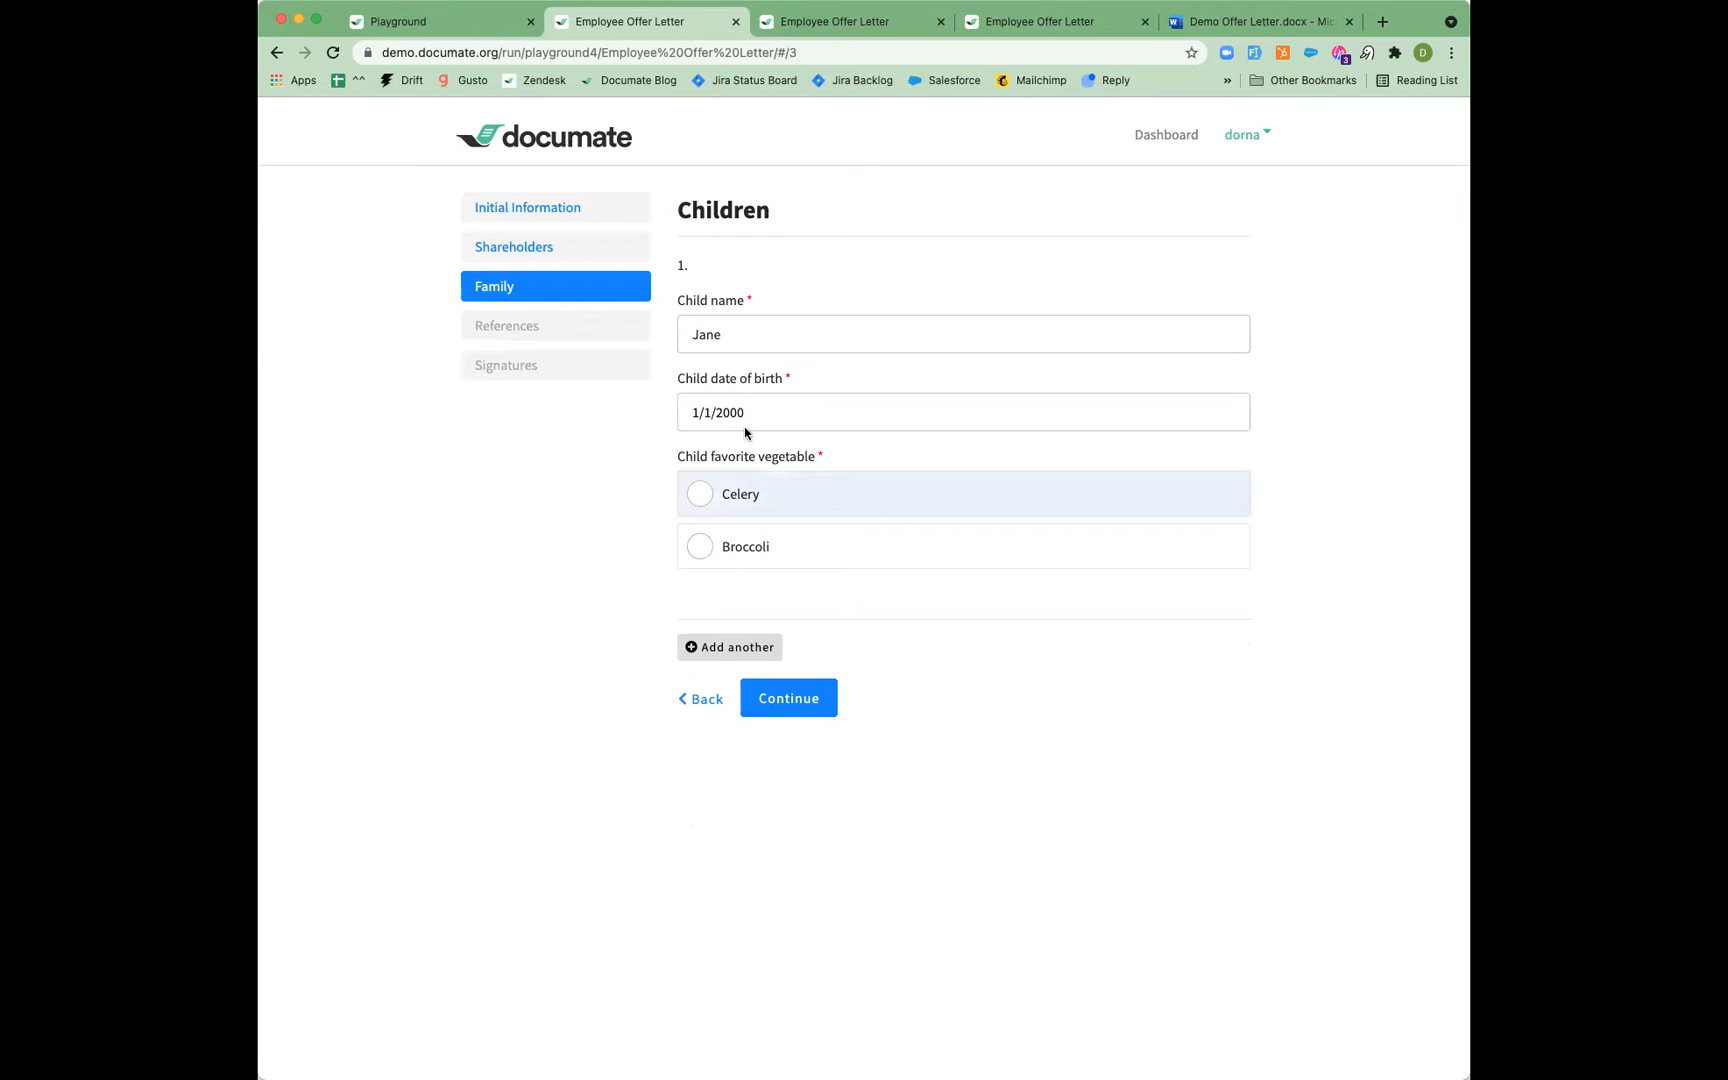 Playground
Employee Offer Letter
Employee Offer Letter
Employee Offer Letter
Demo Offer Letter.docx - Mic
demo.documate.org/run/playground4/Employee%20Offer%20Letter/#/3
3
D
Apps
^^
Drift
Gusto
Zendesk
Documate Blog
Jira Status Board
Jira Backlog
Salesforce
Mailchimp
Reply
»
Other Bookmarks
Reading List
documate
Dashboard
dorna
Initial Information
Shareholders
Family
References
Signatures
Children
1.
Child name *
Jane
Child date of birth *
1/1/2000
Child favorite vegetable *
Celery
Broccoli
Add another
Back
Continue